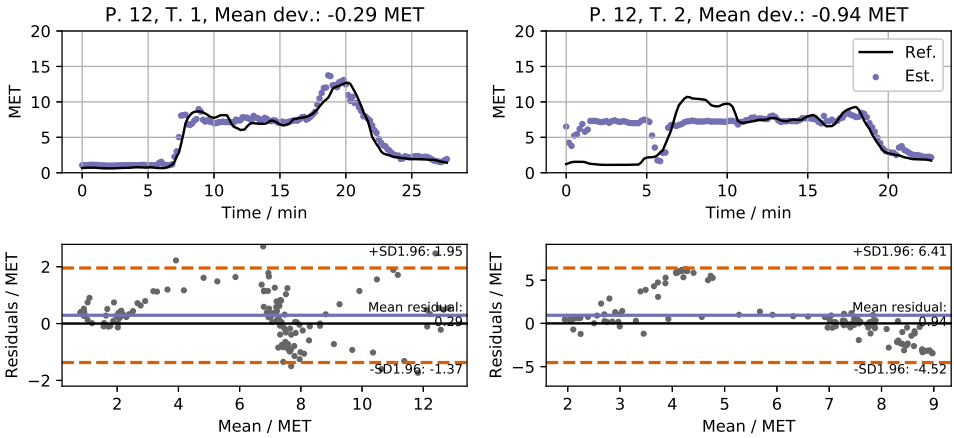 P. 12, T. 1, Mean dev.: -0.29 MET
20
15
10
5
0
MET
0 5 10 15 20 25
Time / min
P. 12, T. 2, Mean dev.: -0.94 MET
20
15
10
5
0
MET
Ref.
Est.
0 5 10 15 20
Time / min
+SD1.96: 1.95
Mean residual:
0.29
-SD1.96: -1.37
2
0
−2
Residuals / MET
2 4 6 8 10 12
Mean / MET
+SD1.96: 6.41
Mean residual:
0.94
-SD1.96: -4.52
5
0
−5
Residuals / MET
2 3 4 5 6 7 8 9
Mean / MET